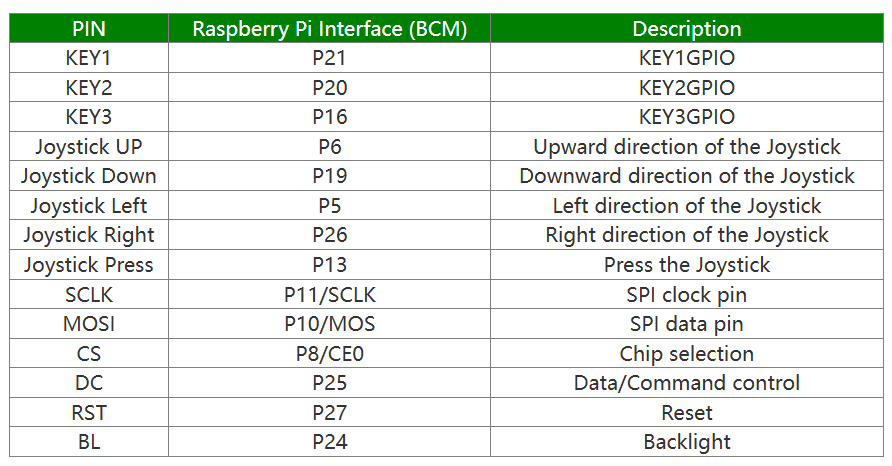 PIN Raspberry Pi Interface (BCM) Description
KEY1 P21 KEY1GPIO
KEY2 P20 KEY2GPIO
KEY3 P16 KEY3GPIO
Joystick UP P6 Upward direction of the Joystick
Joystick Down P19 Downward direction of the Joystick
Joystick Left P5 Left direction of the Joystick
Joystick Right P26 Right direction of the Joystick
Joystick Press P13 Press the Joystick
SCLK P11/SCLK SPI clock pin
MOSI P10/MOS SPI data pin
CS P8/CE0 Chip selection
DC P25 Data/Command control
RST P27 Reset
BL P24 Backlight